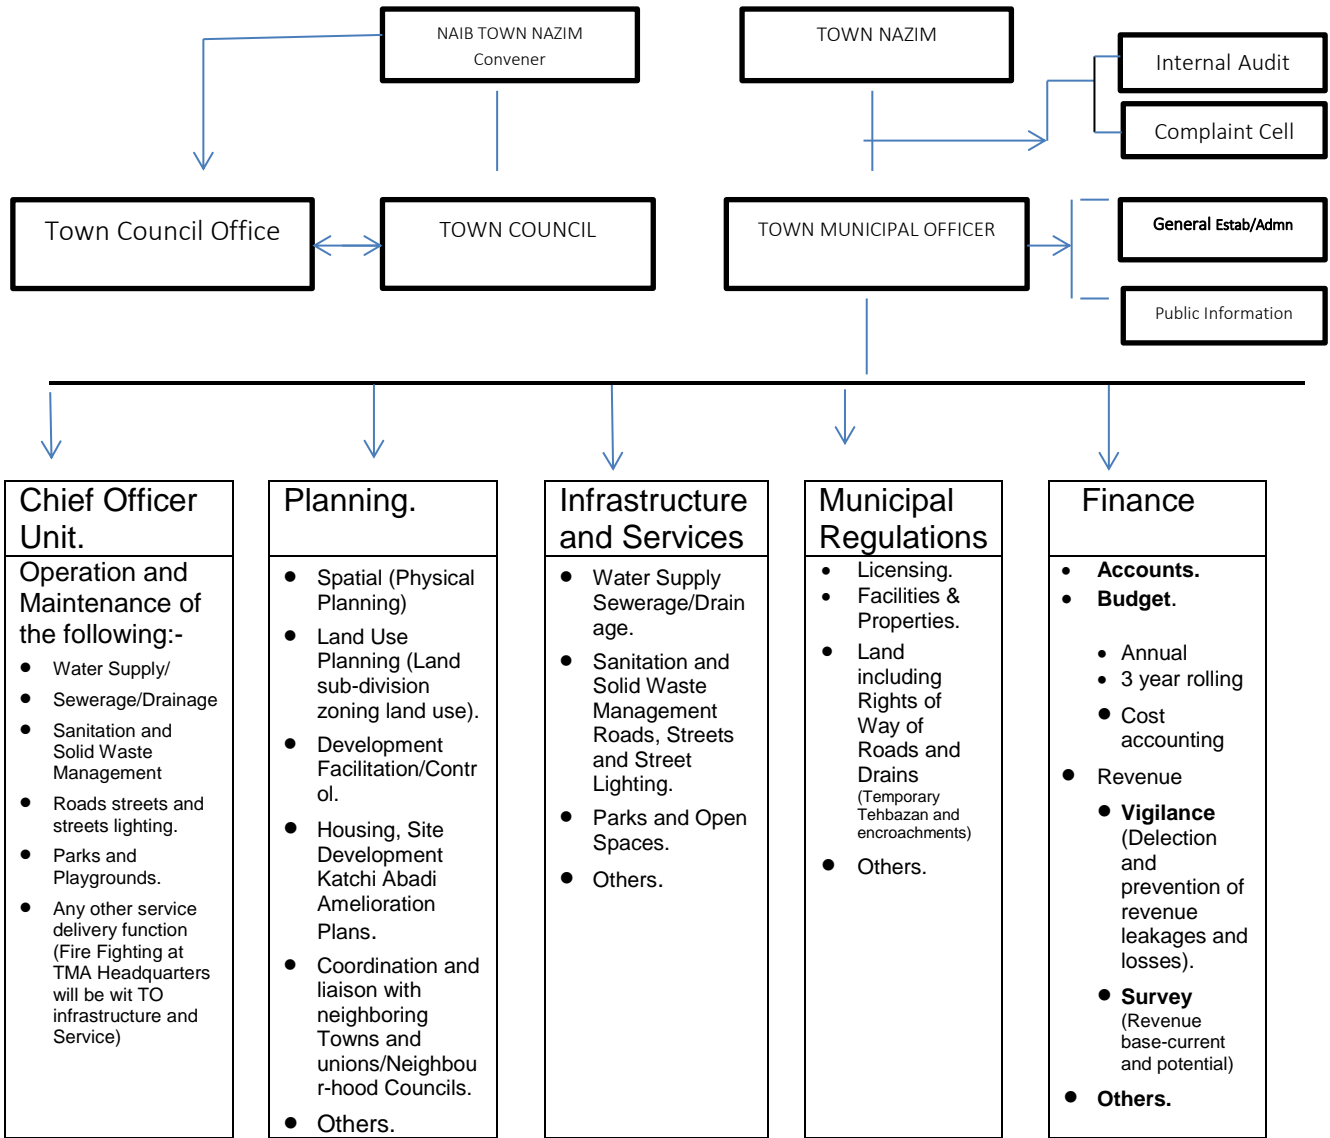 NAIB TOWN NAZIM
Convener
TOWN NAZIM
Internal Audit
Complaint Cell
Town Council Office
TOWN COUNCIL
TOWN MUNICIPAL OFFICER
General Estab/Admn
Public Information
Chief Officer
Unit.
Operation and
Maintenance of
the following:-
• Water Supply/
• Sewerage/Drainage
• Sanitation and
Solid Waste
Management
• Roads streets and
streets lighting.
• Parks and
Playgrounds.
• Any other service
delivery function
(Fire Fighting at
TMA Headquarters
will be wit TO
infrastructure and
Service)
Planning.
• Spatial (Physical
Planning)
• Land Use
Planning (Land
sub-division
zoning land use).
• Development
Facilitation/Contr
ol.
• Housing, Site
Development
Katchi Abadi
Amelioration
Plans.
• Coordination and
liaison with
neighboring
Towns and
unions/Neighbou
r-hood Councils.
• Others.
Infrastructure
and Services
• Water Supply
Sewerage/Drain
age.
• Sanitation and
Solid Waste
Management
Roads, Streets
and Street
Lighting.
• Parks and Open
Spaces.
• Others.
Municipal
Regulations
• Licensing.
• Facilities &
Properties.
• Land
including
Rights of
Way of
Roads and
Drains
(Temporary
Tehbazan and
encroachments)
• Others.
Finance
• Accounts.
• Budget.
• Annual
• 3 year rolling
• Cost
accounting
• Revenue
• Vigilance
(Delection
and
prevention of
revenue
leakages and
losses).
• Survey
(Revenue
base-current
and potential)
• Others.